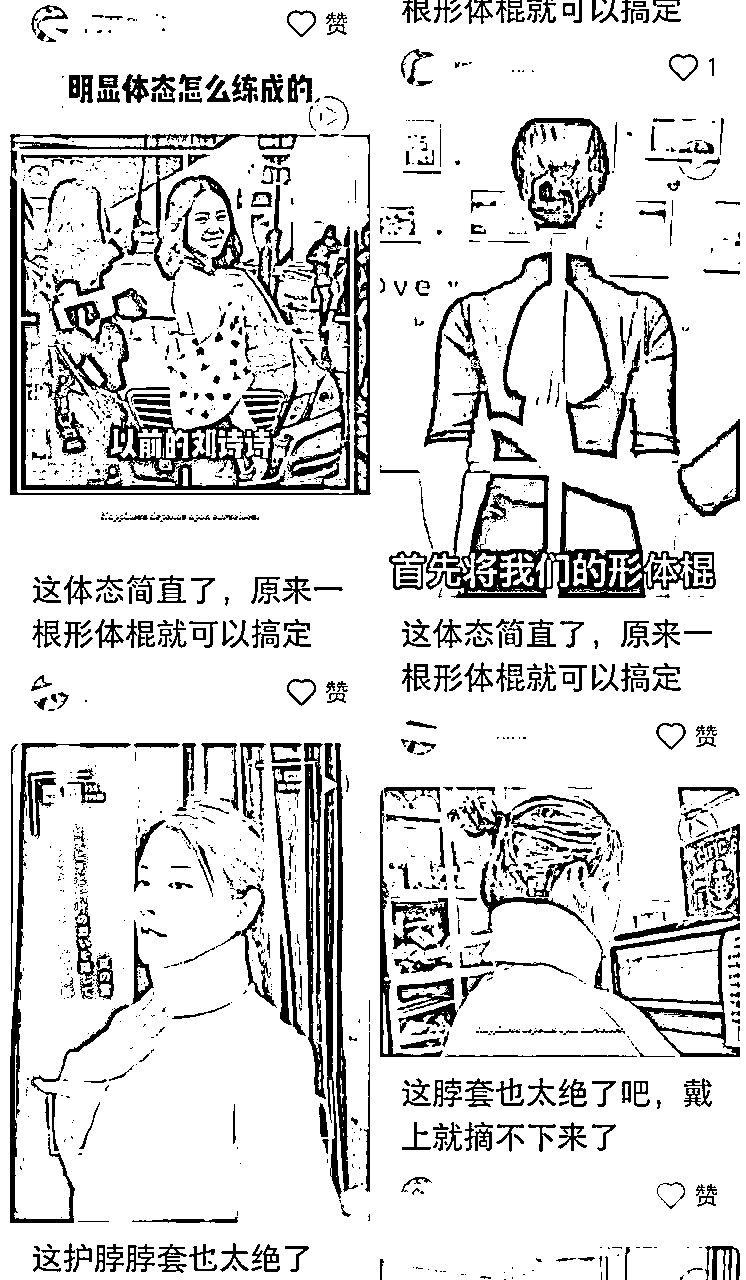 赞
明显体态怎么练成的
以前的刘诗诗
Happiness depends upon ourselves.
这体态简直了，原来一
根形体棍就可以搞定
赞
这护脖脖套也太绝了
根形体棍就可以搞定
1
ove
首先将我们的形体棍
这体态简直了，原来一
根形体棍就可以搞定
赞
这脖套也太绝了吧，戴
上就摘不下来了
赞